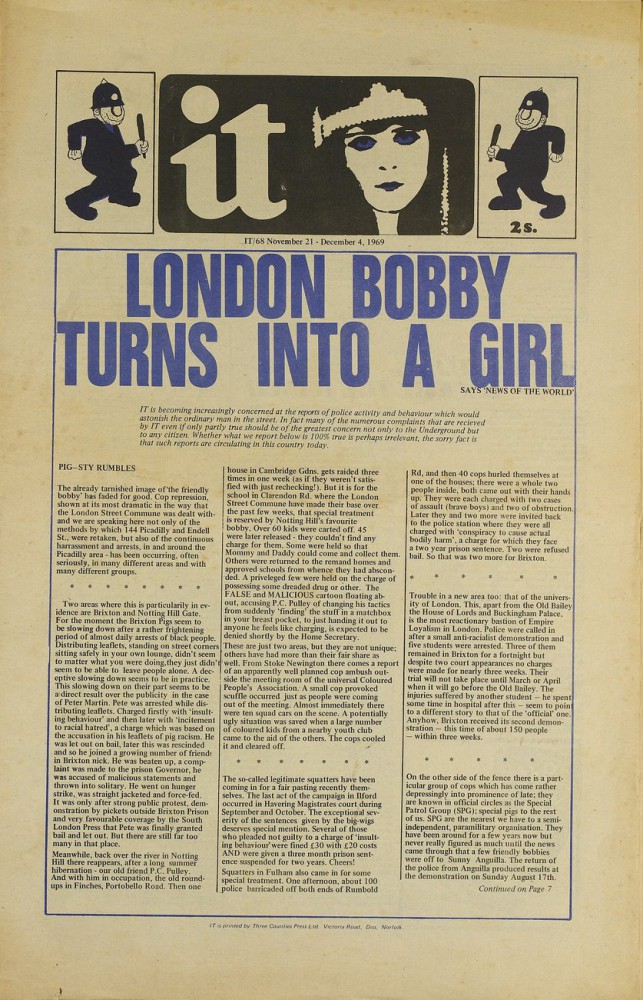 it
2s.
IT/68 November 21 - December 4, 1969
LONDON BOBBY
TURNS INTO A GIRL
SAYS 'NEWS OF THE WORLD'
IT is becoming increasingly concerned at the reports of police activity and behaviour which would
astonish the ordinary man in the street. In fact many of the numerous complaints that are recieved
by IT even if only partly true should be of the greatest concern not only to the Underground but
to any citizen. Whether what we report below is 100% true is perhaps irrelevant, the sorry fact is
that such reports are circulating in this country today.
PIG–STY RUMBLES
The already tarnished image of 'the friendly
bobby' has faded for good. Cop repression,
shown at its most dramatic in the way that
the London Street Commune was dealt with-
and we are speaking here not only of the
methods by which 144 Picadilly and Endell
St., were retaken, but also of the continuous
harrassment and arrests, in and around the
Picadilly area - has been occurring, often
seriously, in many different areas and with
many different groups.
* * * * * * * *
Two areas where this is particularly in ev-
idence are Brixton and Notting Hill Gate.
For the moment the Brixton Pigs seem to
be slowing down after a rather frightening
period of almost daily arrests of black people.
Distributing leaflets, standing on street corners
sitting safely in your own lounge, didn't seem
to matter what you were doing,they just didn't
seem to be able to leave people alone. A dec-
eptive slowing down seems to be in practice.
This slowing down on their part seems to be
a direct result over the publicity in the case
of Peter Martin. Pete was arrested while dis-
tributing leaflets. Charged firstly with 'insult-
ing behaviour' and then later with 'incitement
to racial hatred', a charge which was based on
the accusation in his leaflets of pig racism. He
was let out on bail, later this was rescinded
and so he joined a growing number of friends
in Brixton nick. He was beaten up, a comp-
laint was made to the prison Governor, he
was accused of malicious statements and
thrown into solitary. He went on hunger
strike, was straight jacketed and force-fed.
It was only after strong public protest, dem-
onstration by pickets outside Brixton Prison
and very favourable coverage by the South
London Press that Pete was finally granted
bail and let out. But there are still far too
many in that place.
Meanwhile, back over the river in Notting
Hill there reappears, after a long summer
hibernation - our old friend P.C. Pulley.
And with him in occupation, the old round-
ups in Finches, Portobello Road. Then one
house in Cambridge Gdns. gets raided three
times in one week (as if they weren't satis-
fied with just rechecking!). But it is for the
school in Clarendon Rd. where the London
Street Commune have made their base over
the past few weeks, that special treatment
is reserved by Notting Hill's favourite
bobby. Over 60 kids were carted off. 45
were later released - they couldn't find any
charge for them. Some were held so that
Mommy and Daddy could come and collect them.
Others were returned to the remand homes and
approved schools from whence they had abscon-
ded. A priveleged few were held on the charge of
possessing some dreaded drug or other. The
FALSE and MALICIOUS cartoon floating ab-
out, accusing P.C. Pulley of changing his tactics
from suddenly 'finding' the stuff in a matchbox
in your breast pocket, to just handing it out to
anyone he feels like charging, is expected to be
denied shortly by the Home Secretary.
These are just two areas, but they are not unique;
others have had more than their fair share as
well. From Stoke Newington there comes a report
of an apparently well planned cop ambush out-
side the meeting room of the universal Coloured
People's Association. A small cop provoked
scuffle occurred just as people were coming
out of the meeting. Almost immediately there
were ten squad cars on the scene. A potentially
ugly situation was saved when a large number
of coloured kids from a nearby youth club
came to the aid of the others. The cops cooled
it and cleared off.
* * * * * * *
The so-called legitimate squatters have been
coming in for a fair pasting recently them-
selves. The last act of the campaign in Ilford
occurred in Havering Magistrates court during
September and October. The exceptional sev-
erity of the sentences given by the big-wigs
deserves special mention. Several of those
who pleaded not guilty to a charge of 'insult-
ing behaviour' were fined £30 with £20 costs
AND were given a three month prison sent-
ence suspended for two years. Cheers!
Squatters in Fulham also came in for some
special treatment. One afternoon, about 100
police barricaded off both ends of Rumbold
Rd, and then 40 cops hurled themselves at
one of the houses; there were a whole two
people inside, both came out with their hands
up. They were each charged with two cases
of assault (brave boys) and two of obstruction.
Later they and two more were invited back
to the police station where they were all
charged with 'conspiracy to cause actual
bodily harm', a charge for which they face
a two year prison sentence. Two were refused
bail. So that was two more for Brixton.
* * * * * *
Trouble in a new area too: that of the univers-
ity of London. This, apart from the Old Bailey
the House of Lords and Buckingham Palace,
is the most reactionary bastion of Empire
Loyalism in London. Police were called in
after a small anti-racialist demonstration and
five students were arrested. Three of them
remained in Brixton for a fortnight but
despite two court appearances no charges
were made for nearly three weeks. Their
trial will not take place until March or April
when it will go before the Old Bailey. The
injuries suffered by another student — he spent
some time in hospital after this — seem to point
to a different story to that of the 'official' one.
Anyhow, Brixton received its second demon-
stration — this time of about 150 people
— within three weeks.
* * * * *
On the other side of the fence there is a part-
icular group of cops which has come rather
depressingly into prominence of late; they
are known in official circles as the Special
Patrol Group (SPG); special pigs to the rest
of us. SPG are the nearest we have to a semi-
independent, paramilitary organisation. They
have been around for a few years now but
never really figured as much until the news
came through that a few friendly bobbies
were off to Sunny Anguilla. The return of
the police from Anguilla produced results at
the demonstration on Sunday August 17th.
Continued on Page 7
IT is printed by Three Counties Press Ltd Victoria Road, Diss, Norfolk